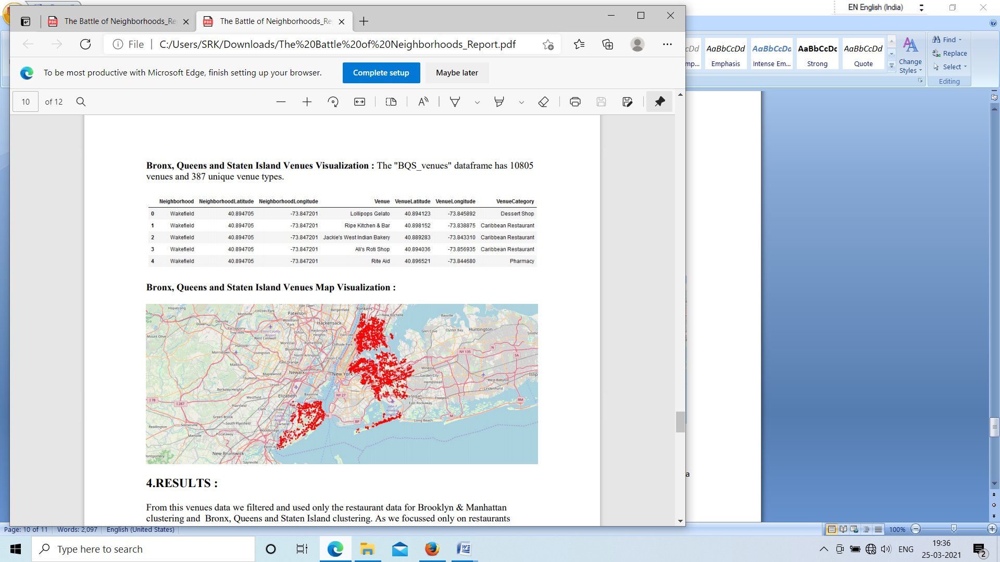 EN English (India)
The Battle of Neighborhoods_Re
The Battle of Neighborhoods_Re
File
C:/Users/SRK/Downloads/The%20Battle%20of%20Neighborhoods_Report.pdf
To be most productive with Microsoft Edge, finish setting up your browser.
Complete setup
Maybe later
10 of 12
AaBbCcDd AaBbCcDd AaBbCcDc AaBbCcDd
Emphasis Intense Em... Strong Quote
Change Styles
Find
Replace
Select
Editing
Bronx, Queens and Staten Island Venues Visualization : The "BQS_venues" dataframe has 10805
venues and 387 unique venue types.
Neighborhood NeighborhoodLatitude NeighborhoodLongitude Venue VenueLatitude VenueLongitude VenueCategory
0 Wakefield 40.894705 -73.847201 Lollipops Gelato 40.894123 -73.845892 Dessert Shop
1 Wakefield 40.894705 -73.847201 Ripe Kitchen & Bar 40.898152 -73.838875 Caribbean Restaurant
2 Wakefield 40.894705 -73.847201 Jackie's West Indian Bakery 40.889283 -73.843310 Caribbean Restaurant
3 Wakefield 40.894705 -73.847201 Ali's Roti Shop 40.894036 -73.856935 Caribbean Restaurant
4 Wakefield 40.894705 -73.847201 Rite Aid 40.896521 -73.844680 Pharmacy
Bronx, Queens and Staten Island Venues Map Visualization :
Hopatcong
Paterson
Bergenfield
Yonkers
New Rochelle
Bayville
Montville
Lincoln Park
Denville
Dover
Woodland Park
Hackensack
Glen Cove
Oyster Bay
Huntington
Parsippany-Troy Hills
Essex County Airport
Clifton
Hasbrouck Heights
Fort Lee
Mount Olive
West Caldwell
Hanover
Montclair
Rutherford
Cliffside Park
Bloomfield
Morristown
Livingston
North Arlington
Union City
NY 135
N
SA
Madison
East Orange
Mineola
Maplewood
Newark
New York
Garden City
Islip
Summit
Hempstead
West Babylon
Union
Lindenhurst
Berkeley Heights
Elizabeth
Bayonne
NY 27
Freeport
East Rockaway
I 78
I 287
Westfield
Plainfield
Linden
RM
Clark
Green Brook
Carteret
BP
Long Beach
M
Readington
Somerville
South Plainfield
Woodbridge
Manville
Piscataway
New Brunswick
Sayreville
4.RESULTS :
From this venues data we filtered and used only the restaurant data for Brooklyn & Manhattan
clustering and Bronx, Queens and Staten Island clustering. As we focussed only on restaurants
a
Page: 10 of 11 Words: 2,097 English (United States)
100%
Type here to search
ENG
19:36
25-03-2021
2